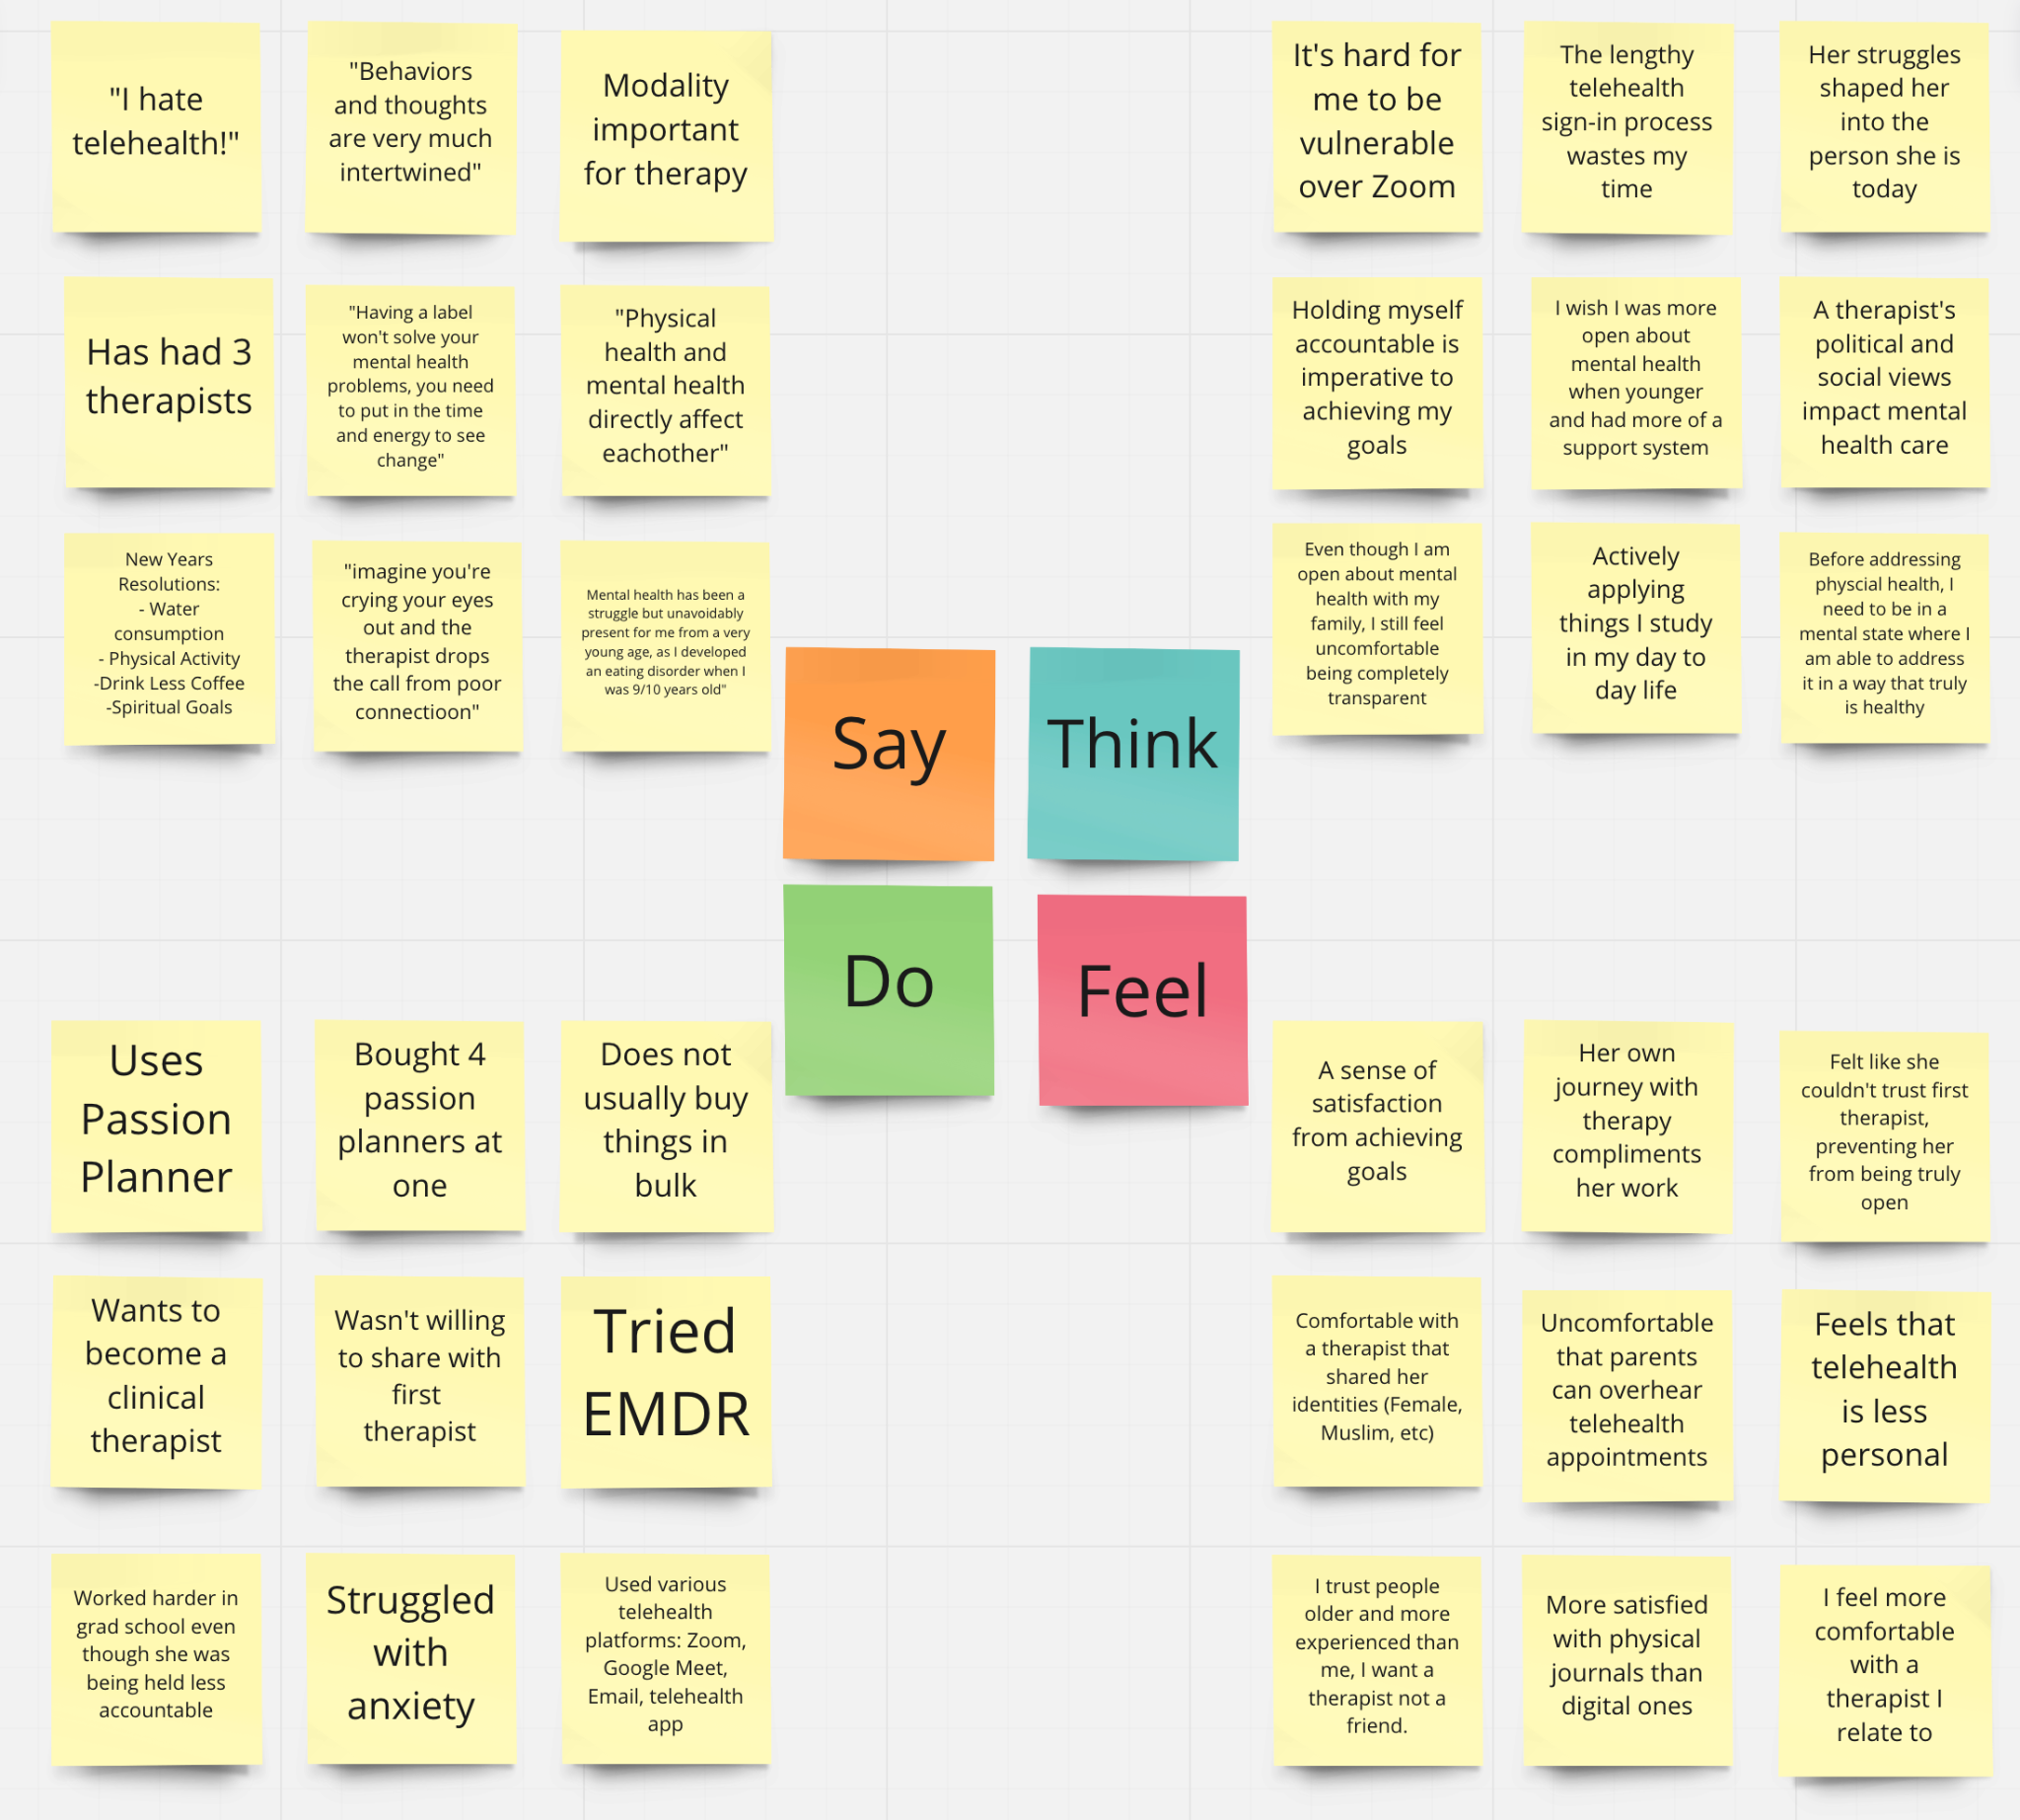 "I hate
telehealth!"
"Behaviors
and thoughts
are very much
intertwined"
Modality
important
for therapy
Has had 3
therapists
"Having a label
won't solve your
mental health
problems, you need
to put in the time
and energy to see
change"
"Physical
health and
mental health
directly affect
eachother"
New Years
Resolutions:
- Water
consumption
- Physical Activity
-Drink Less Coffee
-Spiritual Goals
"imagine you're
crying your eyes
out and the
therapist drops
the call from poor
connectioon"
Mental health has been a
struggle but unavoidably
present for me from a very
young age, as I developed
an eating disorder when I
was 9/10 years old"
Say
Think
It's hard for
me to be
vulnerable
over Zoom
The lengthy
telehealth
sign-in process
wastes my
time
Her struggles
shaped her
into the
person she is
today
Holding myself
accountable is
imperative to
achieving my
goals
I wish I was more
open about
mental health
when younger
and had more of a
support system
A therapist's
political and
social views
impact mental
health care
Even though I am
open about mental
health with my
family, I still feel
uncomfortable
being completely
transparent
Actively
applying
things I study
in my day to
day life
Before addressing
physcial health, I
need to be in a
mental state where I
am able to address
it in a way that truly
is healthy
Do
Feel
Uses
Passion
Planner
Bought 4
passion
planners at
one
Does not
usually buy
things in
bulk
Wants to
become a
clinical
therapist
Wasn't willing
to share with
first
therapist
Tried
EMDR
Worked harder in
grad school even
though she was
being held less
accountable
Struggled
with
anxiety
Used various
telehealth
platforms: Zoom,
Google Meet,
Email, telehealth
app
A sense of
satisfaction
from achieving
goals
Her own
journey with
therapy
compliments
her work
Felt like she
couldn't trust first
therapist,
preventing her
from being truly
open
Comfortable with
a therapist that
shared her
identities (Female,
Muslim, etc)
Uncomfortable
that parents
can overhear
telehealth
appointments
Feels that
telehealth
is less
personal
I trust people
older and more
experienced than
me, I want a
therapist not a
friend.
More satisfied
with physical
journals than
digital ones
I feel more
comfortable
with a
therapist I
relate to